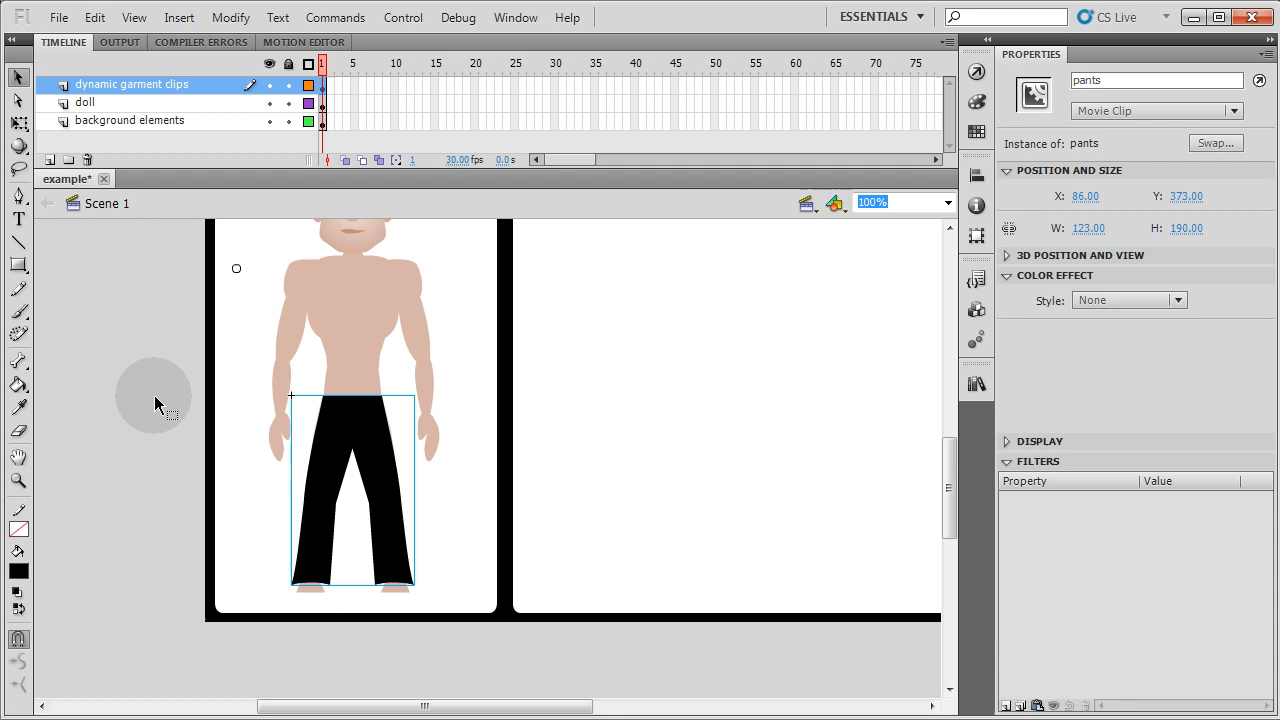 Fl File Edit View Insert Modify Text Commands Control Debug Window Help ESSENTIALS CS Live
TIMELINE OUTPUT COMPILER ERRORS MOTION EDITOR
1 5 10 15 20 25 30 35 40 45 50 55 60 65 70 75
dynamic garment clips
doll
background elements
1 30.00fps 0.0s
example*
Scene 1 100%
PROPERTIES
pants
Movie Clip
Instance of: pants Swap...
POSITION AND SIZE
X: 86.00 Y: 373.00
W: 123.00 H: 190.00
3D POSITION AND VIEW
COLOR EFFECT
Style: None
DISPLAY
FILTERS
Property Value